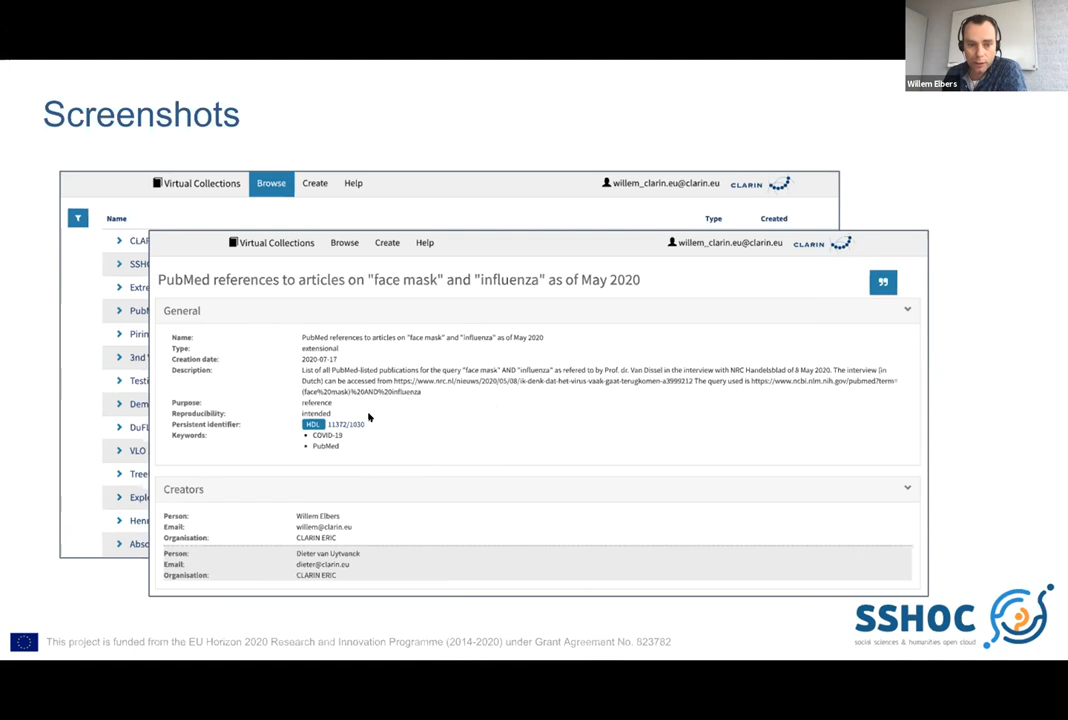 Willem Elbers
Screenshots
Virtual Collections Browse Create Help willem_clarin.eu@clarin.eu CLARIN
Name Type Created
CLAR
SSHO
Extre
PubM
Pirin
3nd
Testi
Dem
DuFL
VLO
Tree
Explo
Henr
Abso
Virtual Collections Browse Create Help willem_clarin.eu@clarin.eu CLARIN
PubMed references to articles on "face mask" and "influenza" as of May 2020
General
Name: PubMed references to articles on "face mask" and "influenza" as of May 2020
Type: extensional
Creation date: 2020-07-17
Description: List of all PubMed-listed publications for the query "face mask" AND "influenza" as refered to by Prof. dr. Van Dissel in the interview with NRC Handelsblad of 8 May 2020. The interview (in
Dutch) can be accessed from https://www.nrc.nl/nieuws/2020/05/08/ik-denk-dat-het-virus-vaak-gaat-terugkomen-a3999212 The query used is https://www.ncbi.nlm.nih.gov/pubmed?term=
(face%20mask)%20AND%20influenza
Purpose: reference
Reproducibility: intended
Persistent identifier: HDL 11372/1030
Keywords: • COVID-19
• PubMed
Creators
Person: Willem Elbers
Email: willem@clarin.eu
Organisation: CLARIN ERIC
Person: Dieter van Uytvanck
Email: dieter@clarin.eu
Organisation: CLARIN ERIC
SSHOC
social sciences & humanities open cloud
This project is funded from the EU Horizon 2020 Research and Innovation Programme (2014-2020) under Grant Agreement No. 823782